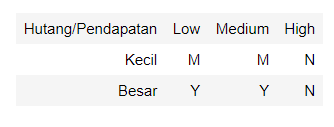 Hutang/Pendapatan Low Medium High
Kecil M M N
Besar Y Y N